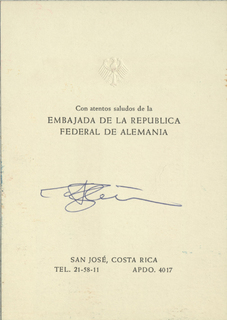 Con atentos saludos de la
EMBAJADA DE LA REPUBLICA
FEDERAL DE ALEMANIA
SAN JOSÉ, COSTA RICA
TEL. 21-58-11 APDO. 4017